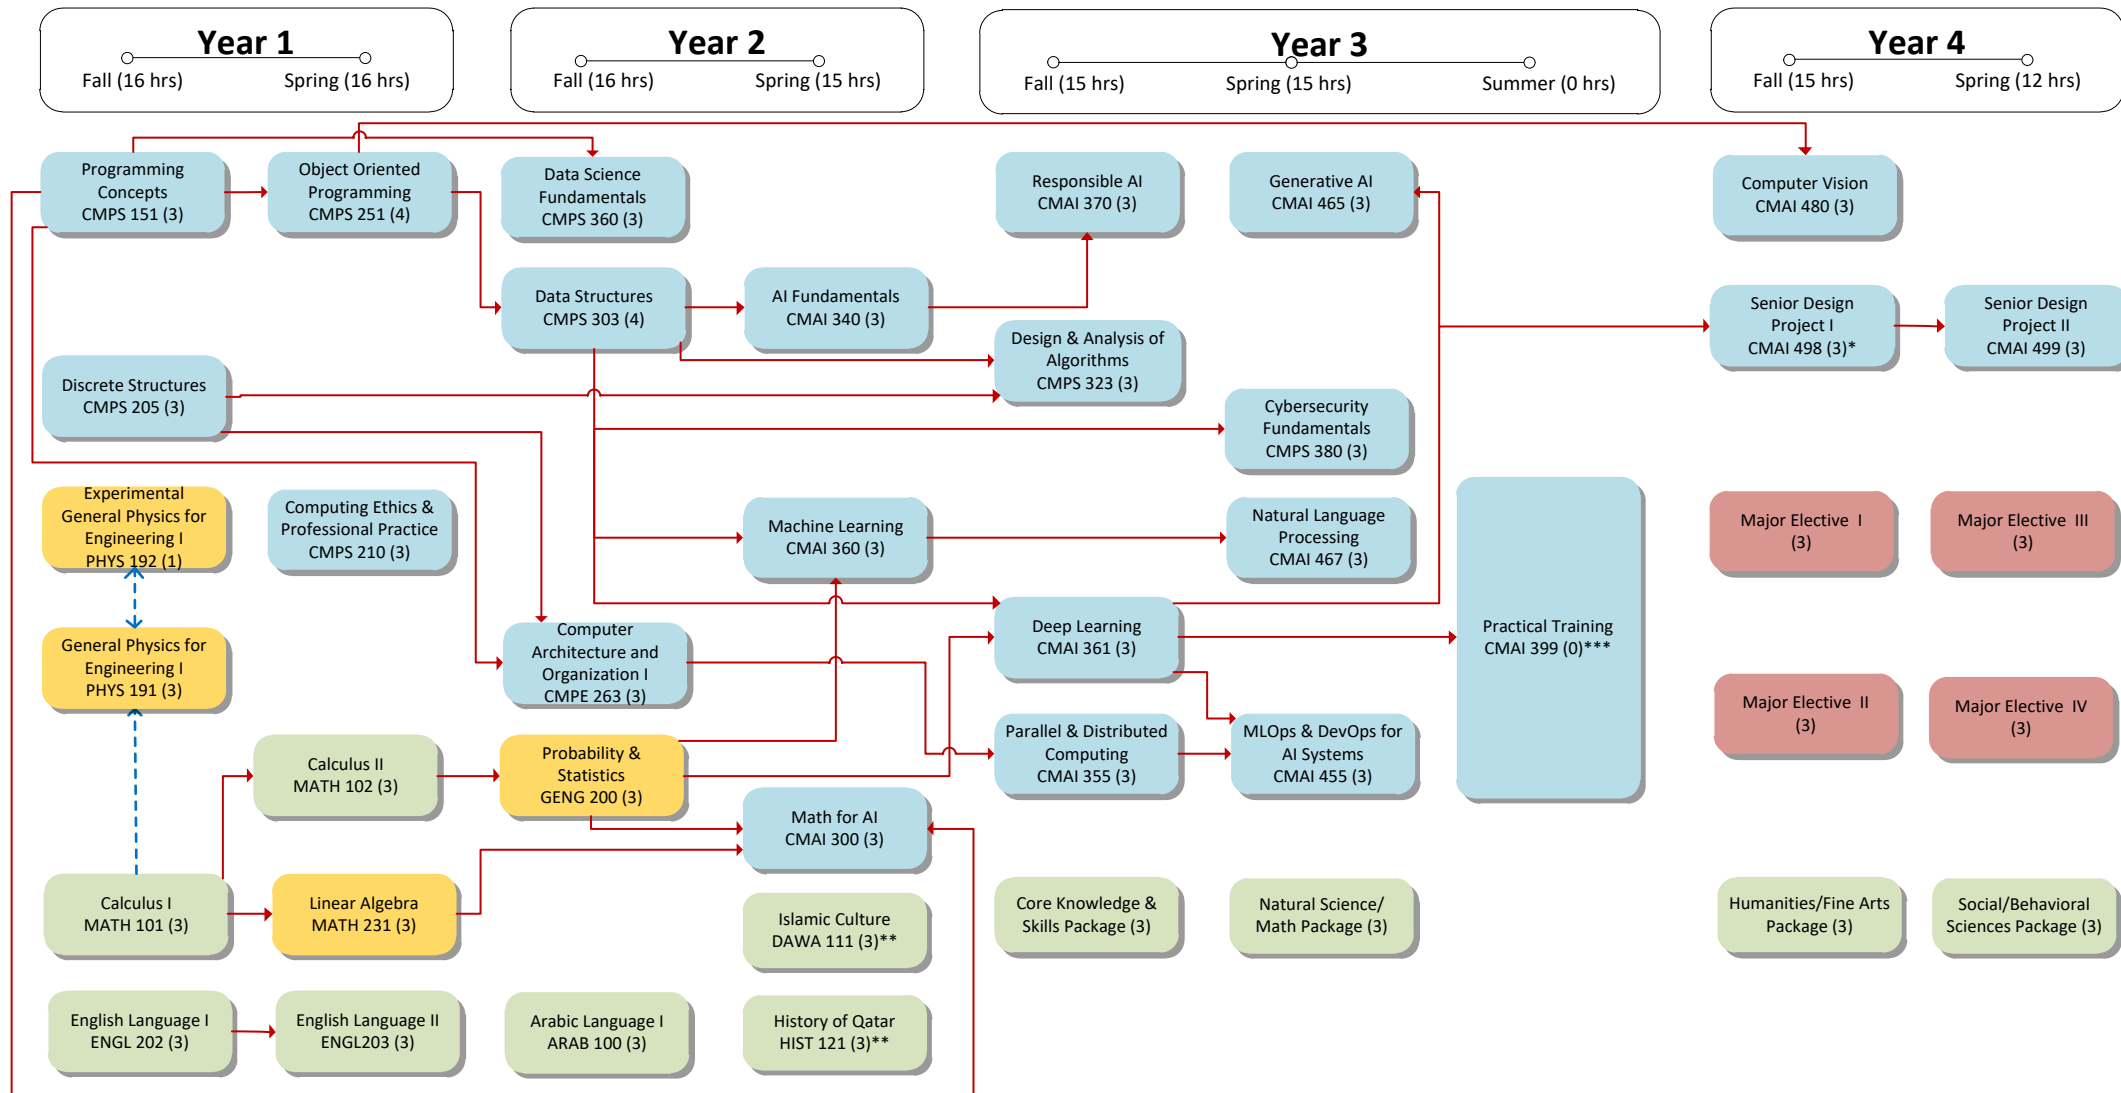 Year 1
Fall (16 hrs)
Spring (16 hrs)
Year 2
Fall (16 hrs)
Spring (15 hrs)
Year 3
Fall (15 hrs)
Spring (15 hrs)
Summer (0 hrs)
Year 4
Fall (15 hrs)
Spring (12 hrs)
Programming
Concepts
CMPS 151 (3)
Object Oriented
Programming
CMPS 251 (4)
Data Science
Fundamentals
CMPS 360 (3)
Responsible AI
CMAI 370 (3)
Generative AI
CMAI 465 (3)
Computer Vision
CMAI 480 (3)
Data Structures
CMPS 303 (4)
AI Fundamentals
CMAI 340 (3)
Design & Analysis of
Algorithms
CMPS 323 (3)
Senior Design
Project I
CMAI 498 (3)*
Senior Design
Project II
CMAI 499 (3)
Discrete Structures
CMPS 205 (3)
Cybersecurity
Fundamentals
CMPS 380 (3)
Experimental
General Physics for
Engineering I
PHYS 192 (1)
Computing Ethics &
Professional Practice
CMPS 210 (3)
Machine Learning
CMAI 360 (3)
Natural Language
Processing
CMAI 467 (3)
Major Elective I
(3)
Major Elective III
(3)
General Physics for
Engineering I
PHYS 191 (3)
Computer
Architecture and
Organization I
CMPE 263 (3)
Deep Learning
CMAI 361 (3)
Practical Training
CMAI 399 (0)***
Major Elective II
(3)
Major Elective IV
(3)
Calculus II
MATH 102 (3)
Probability &
Statistics
GENG 200 (3)
Parallel & Distributed
Computing
CMAI 355 (3)
MLOps & DevOps for
AI Systems
CMAI 455 (3)
Math for AI
CMAI 300 (3)
Calculus I
MATH 101 (3)
Linear Algebra
MATH 231 (3)
Islamic Culture
DAWA 111 (3)**
Core Knowledge &
Skills Package (3)
Natural Science/
Math Package (3)
Humanities/Fine Arts
Package (3)
Social/Behavioral
Sciences Package (3)
English Language I
ENGL 202 (3)
English Language II
ENGL203 (3)
Arabic Language I
ARAB 100 (3)
History of Qatar
HIST 121 (3)**